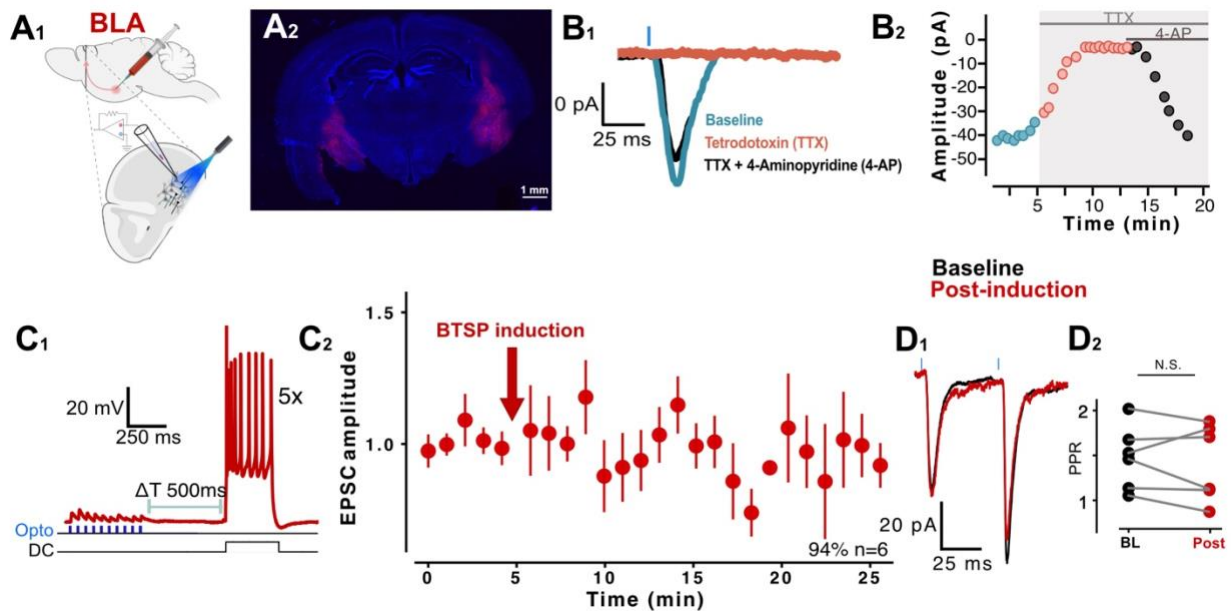 A1
BLA
A2
1 mm
B1
0 pA
25 ms
Baseline
Tetrodotoxin (TTX)
TTX + 4-Aminopyridine (4-AP)
B2
TTX
4-AP
Amplitude (pA)
0
-10
-20
-30
-40
-50
5
10
15
20
Time (min)
C1
20 mV
250 ms
5x
ΔT 500ms
Opto
DC
C2
BTSP induction
EPSC amplitude
1.5
1.0
0
5
10
15
20
25
Time (min)
94% n=6
Baseline
Post-induction
D1
20 pA
25 ms
D2
N.S.
PPR
2
1
BL
Post